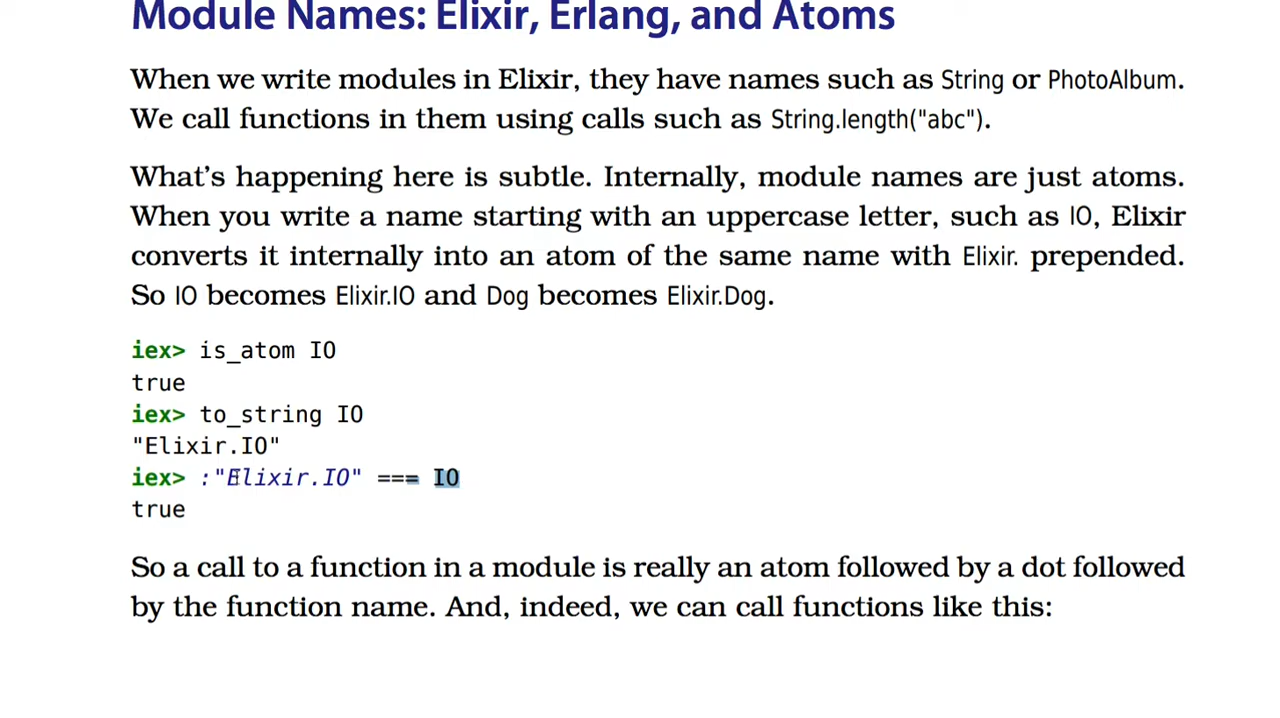 Module Names: Elixir, Erlang, and Atoms
When we write modules in Elixir, they have names such as String or PhotoAlbum.
We call functions in them using calls such as String.length("abc").
What’s happening here is subtle. Internally, module names are just atoms.
When you write a name starting with an uppercase letter, such as IO, Elixir
converts it internally into an atom of the same name with Elixir. prepended.
So IO becomes Elixir.IO and Dog becomes Elixir.Dog.
iex> is_atom IO
true
iex> to_string IO
"Elixir.IO"
iex> :"Elixir.IO" === IO
true
So a call to a function in a module is really an atom followed by a dot followed
by the function name. And, indeed, we can call functions like this: